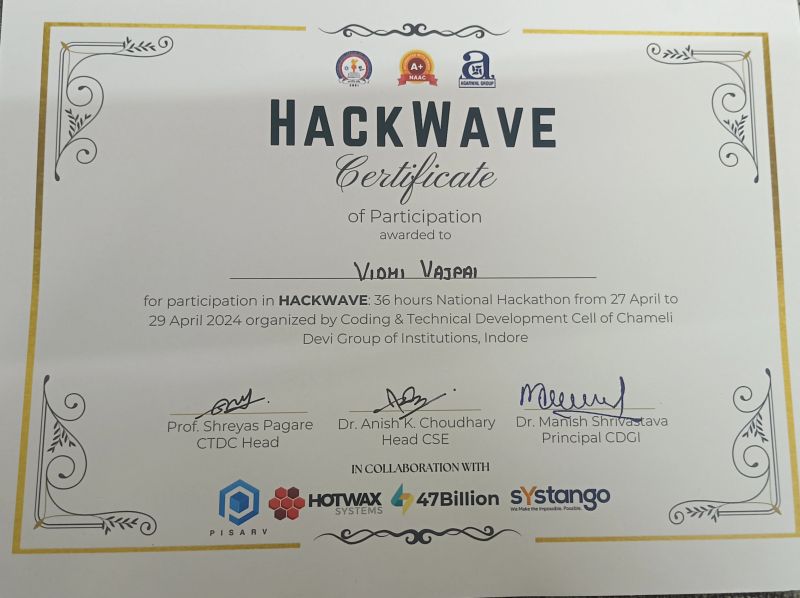 A+
NAAC
a
AGARWAL GROUP
HACKWAVE
Certificate
of Participation
awarded to
VIDHI VAJPAI
for participation in HACKWAVE: 36 hours National Hackathon from 27 April to
29 April 2024 organized by Coding & Technical Development Cell of Chameli
Devi Group of Institutions, Indore
Prof. Shreyas Pagare
CTDC Head
Dr. Anish K. Choudhary
Head CSE
Dr. Manish Shrivastava
Principal CDGI
IN COLLABORATION WITH
PISARV
HOTWAX
SYSTEMS
47Billion
sYstango
We Make the Impossible, Possible.